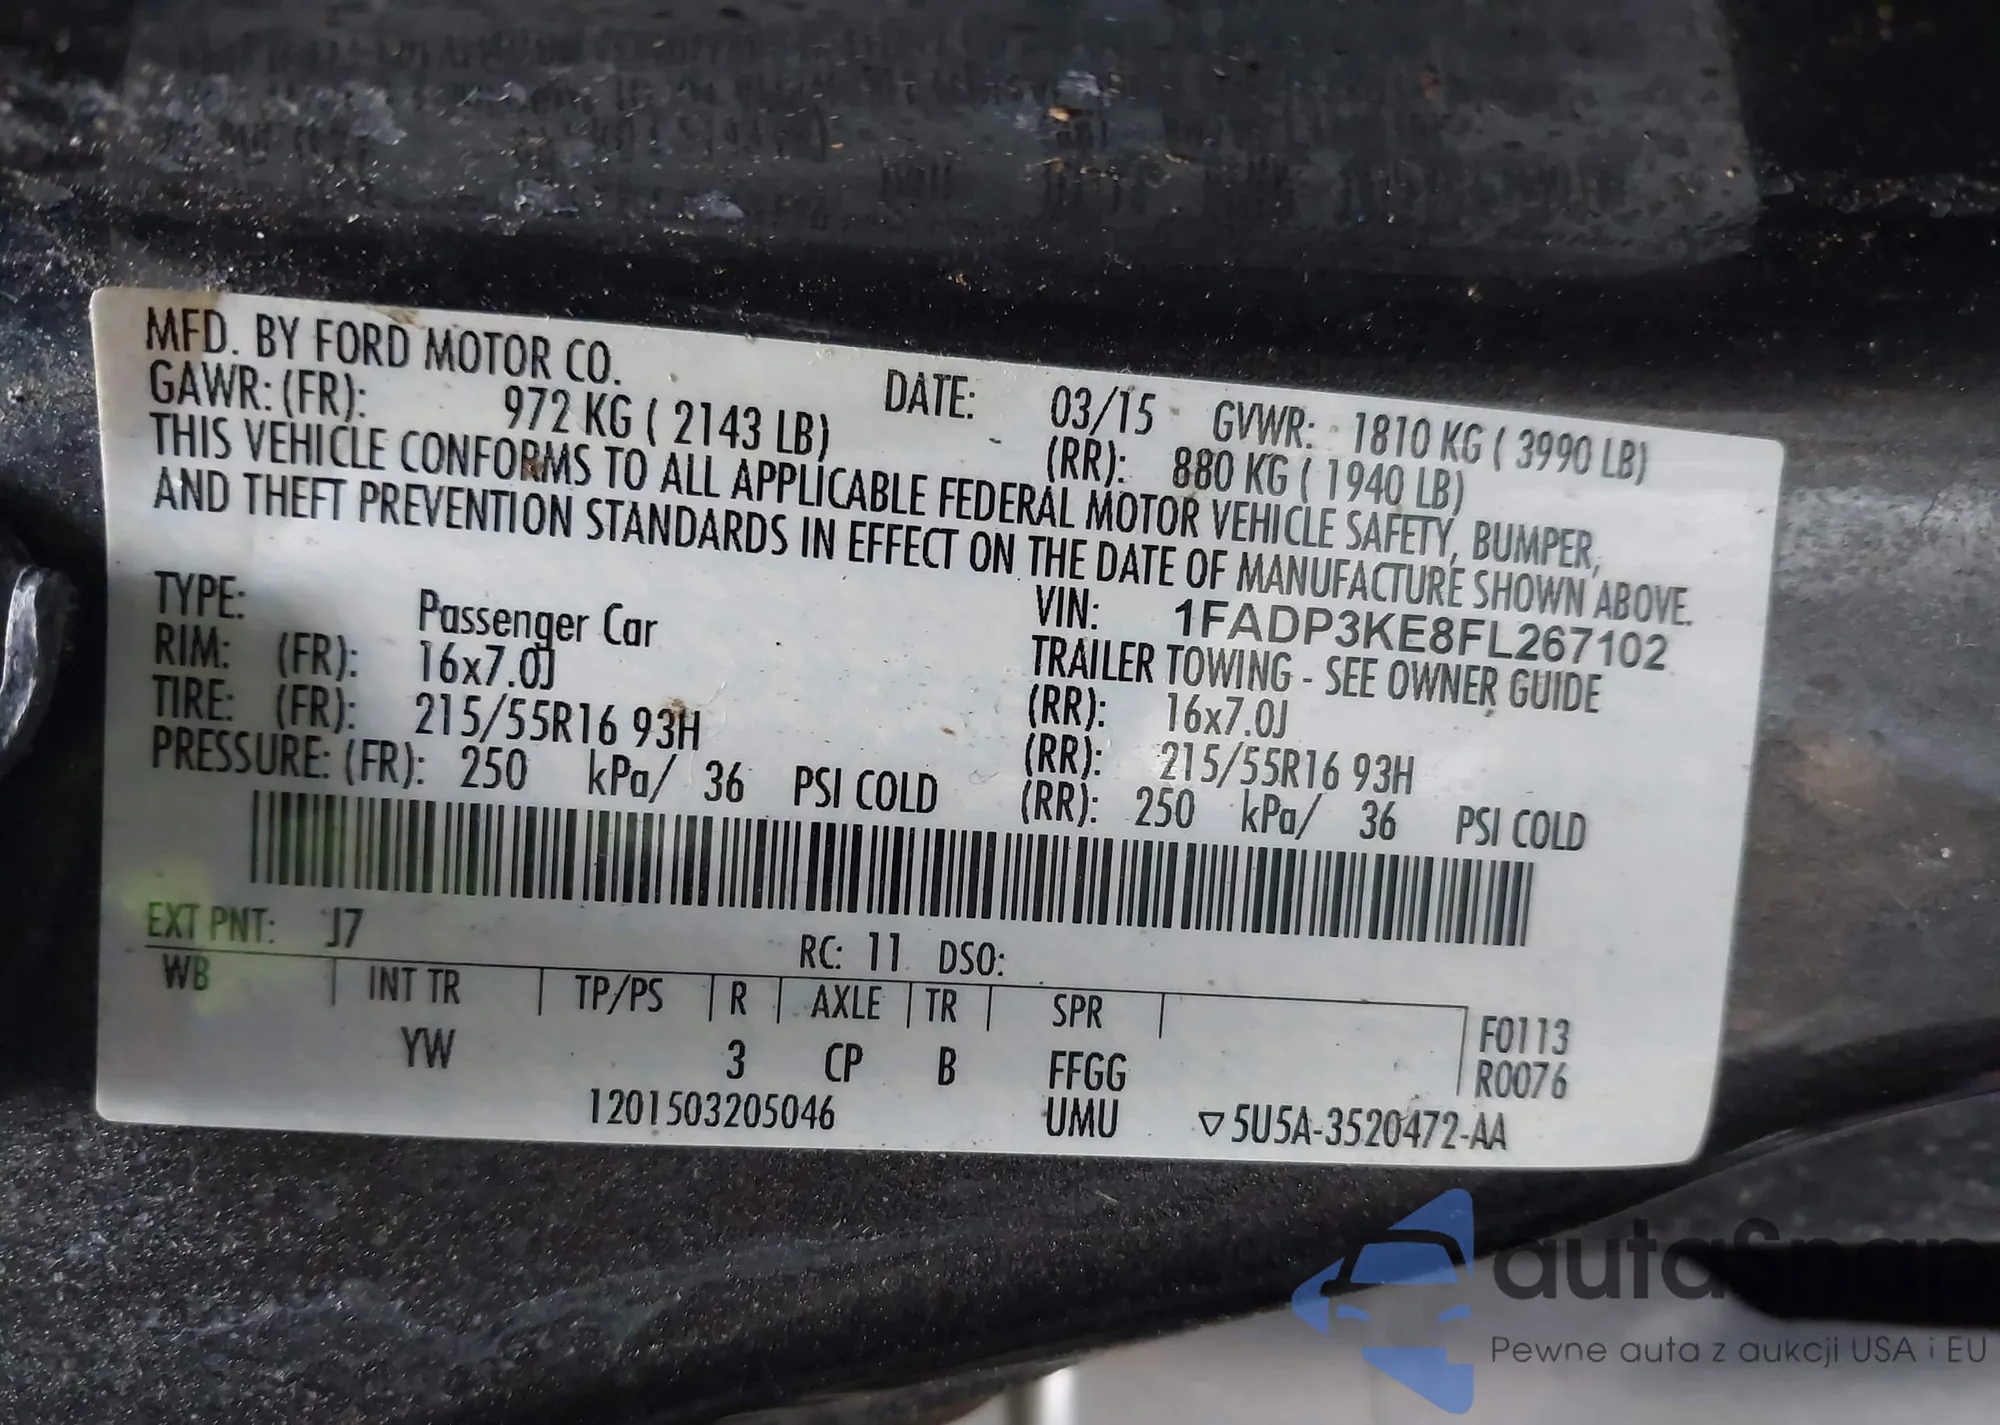 MFD. BY FORD MOTOR CO.
DATE: 03/15 GVWR: 1810 KG ( 3990 LB)
GAWR: (FR): 972 KG ( 2143 LB) (RR): 880 KG ( 1940 LB)
THIS VEHICLE CONFORMS TO ALL APPLICABLE FEDERAL MOTOR VEHICLE SAFETY, BUMPER,
AND THEFT PREVENTION STANDARDS IN EFFECT ON THE DATE OF MANUFACTURE SHOWN ABOVE.
VIN: 1FADP3KE8FL267102
TYPE: Passenger Car TRAILER TOWING - SEE OWNER GUIDE
RIM: (FR): 16x7.0J (RR): 16x7.0J
TIRE: (FR): 215/55R16 93H (RR): 215/55R16 93H
PRESSURE: (FR): 250 kPa/ 36 PSI COLD (RR): 250 kPa/ 36 PSI COLD
EXT PNT: J7 RC: 11 DSO:
WB INT TR TP/PS R AXLE TR SPR F0113
YW 3 CP B FFGG R0076
1201503205046 UMU ▽5U5A-3520472-AA
autaSnap
Pewne auta z aukcji USA i EU